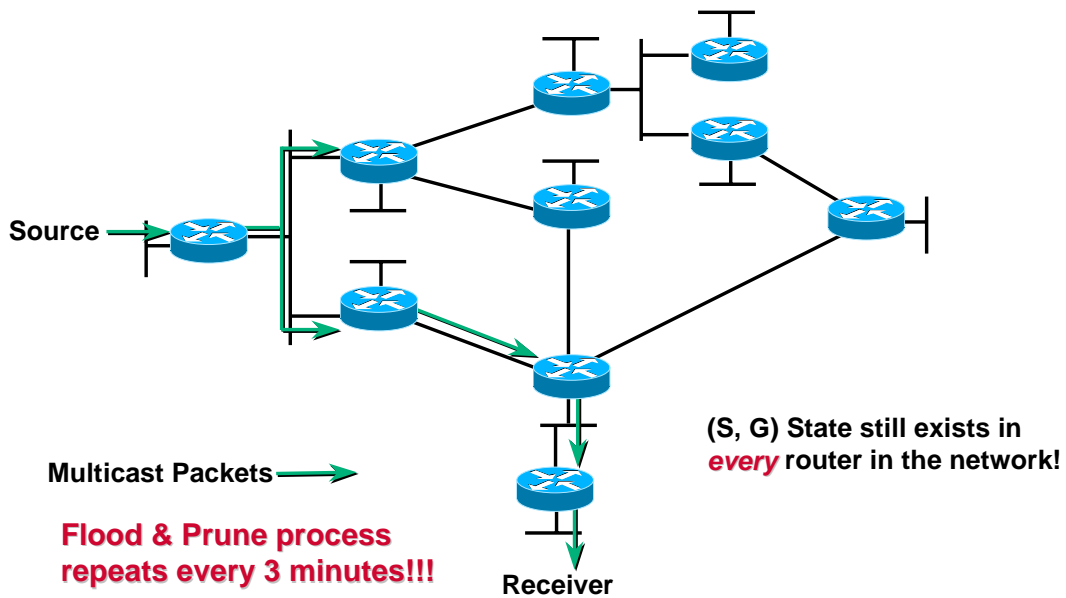 Source
(S, G) State still exists in
every router in the network!
Multicast Packets
Flood & Prune process
repeats every 3 minutes!!!
Receiver